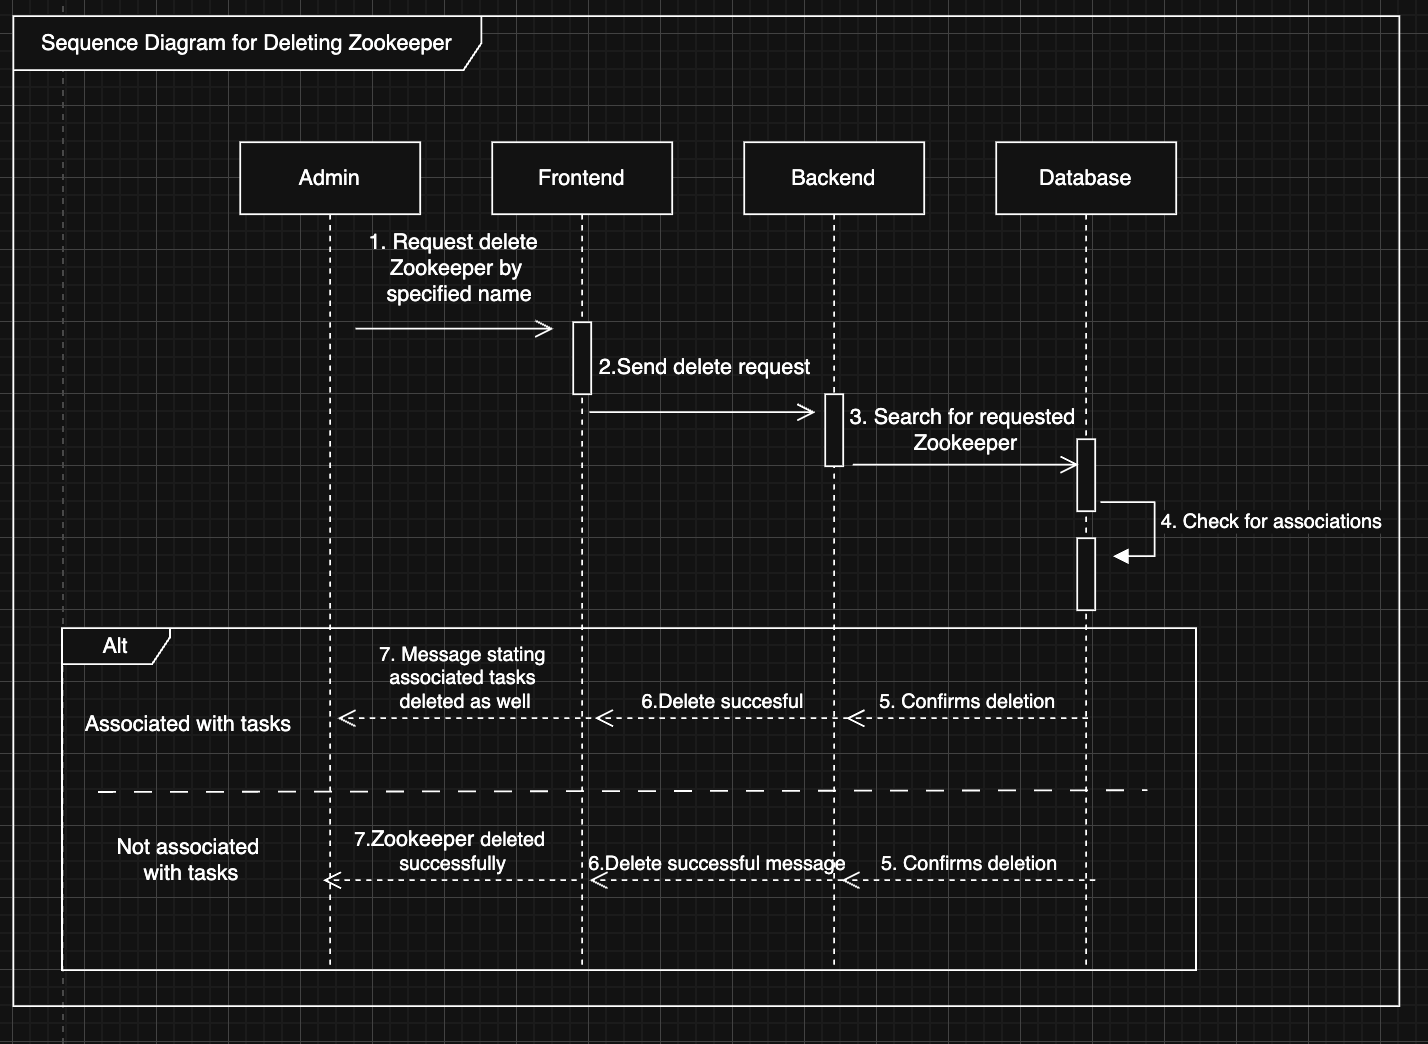 Sequence Diagram for Deleting Zookeeper
Admin
Frontend
Backend
Database
1. Request delete
Zookeeper by
specified name
2.Send delete request
3. Search for requested
Zookeeper
4. Check for associations
Alt
7. Message stating
associated tasks
deleted as well
6.Delete succesful
5. Confirms deletion
Associated with tasks
Not associated
with tasks
7.Zookeeper deleted
successfully
6.Delete successful message
5. Confirms deletion